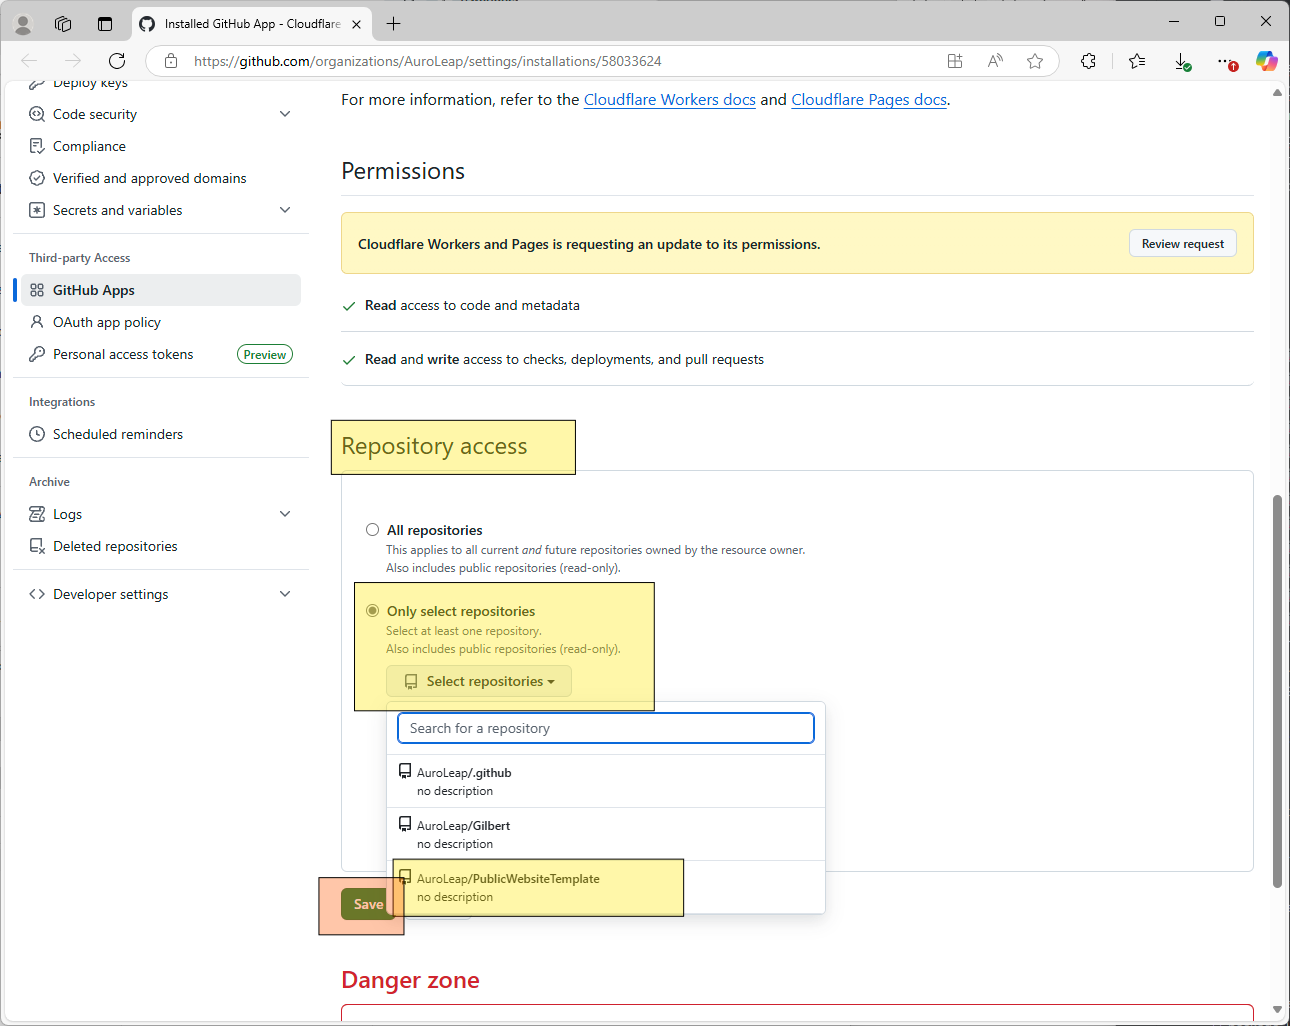 Installed GitHub App - Cloudflare
https://github.com/organizations/AuroLeap/settings/installations/58033624
Deploy keys
Code security
Compliance
Verified and approved domains
Secrets and variables
Third-party Access
GitHub Apps
OAuth app policy
Personal access tokens
Preview
Integrations
Scheduled reminders
Archive
Logs
Deleted repositories
Developer settings
For more information, refer to the Cloudflare Workers docs and Cloudflare Pages docs.
Permissions
Cloudflare Workers and Pages is requesting an update to its permissions.
Review request
Read access to code and metadata
Read and write access to checks, deployments, and pull requests
Repository access
All repositories
This applies to all current and future repositories owned by the resource owner.
Also includes public repositories (read-only).
Only select repositories
Select at least one repository.
Also includes public repositories (read-only).
Select repositories
Search for a repository
AuroLeap/.github
no description
AuroLeap/Gilbert
no description
AuroLeap/PublicWebsiteTemplate
no description
Save
Danger zone